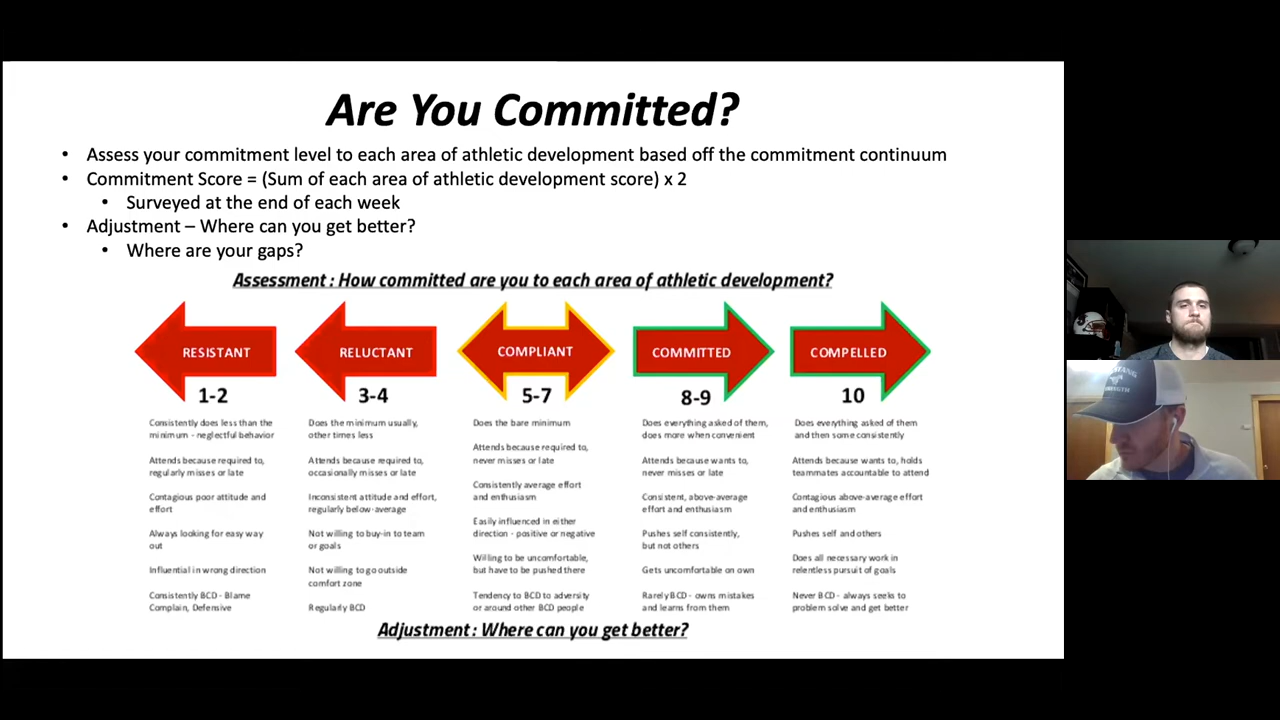 Are You Committed?
• Assess your commitment level to each area of athletic development based off the commitment continuum
• Commitment Score = (Sum of each area of athletic development score) x 2
• Surveyed at the end of each week
• Adjustment – Where can you get better?
• Where are your gaps?
Assessment : How committed are you to each area of athletic development?
RESISTANT
1-2
Consistently does less than the
minimum - neglectful behavior
Attends because required to,
regularly misses or late
Contagious poor attitude and
effort
Always looking for easy way
out
Influential in wrong direction
Consistently BCD - Blame
Complain, Defensive
RELUCTANT
3-4
Does the minimum usually,
other times less
Attends because required to,
occasionally misses or late
Inconsistent attitude and effort,
regularly below-average
Not willing to buy-in to team
or goals
Not willing to go outside
comfort zone
Regularly BCD
COMPLIANT
5-7
Does the bare minimum
Attends because required to,
never misses or late
Consistently average effort
and enthusiasm
Easily influenced in either
direction - positive or negative
Willing to be uncomfortable,
but have to be pushed there
Tendency to BCD to adversity
or around other BCD people
COMMITTED
8-9
Does everything asked of them,
does more when convenient
Attends because wants to,
never misses or late
Consistent, above-average
effort and enthusiasm
Pushes self consistently,
but not others
Gets uncomfortable on own
Rarely BCD - owns mistakes
and learns from them
COMPELLED
10
Does everything asked of them
and then some consistently
Attends because wants to, holds
teammates accountable to attend
Contagious above-average effort
and enthusiasm
Pushes self and others
Does all necessary work in
relentless pursuit of goals
Never BCD - always seeks to
problem solve and get better
Adjustment : Where can you get better?